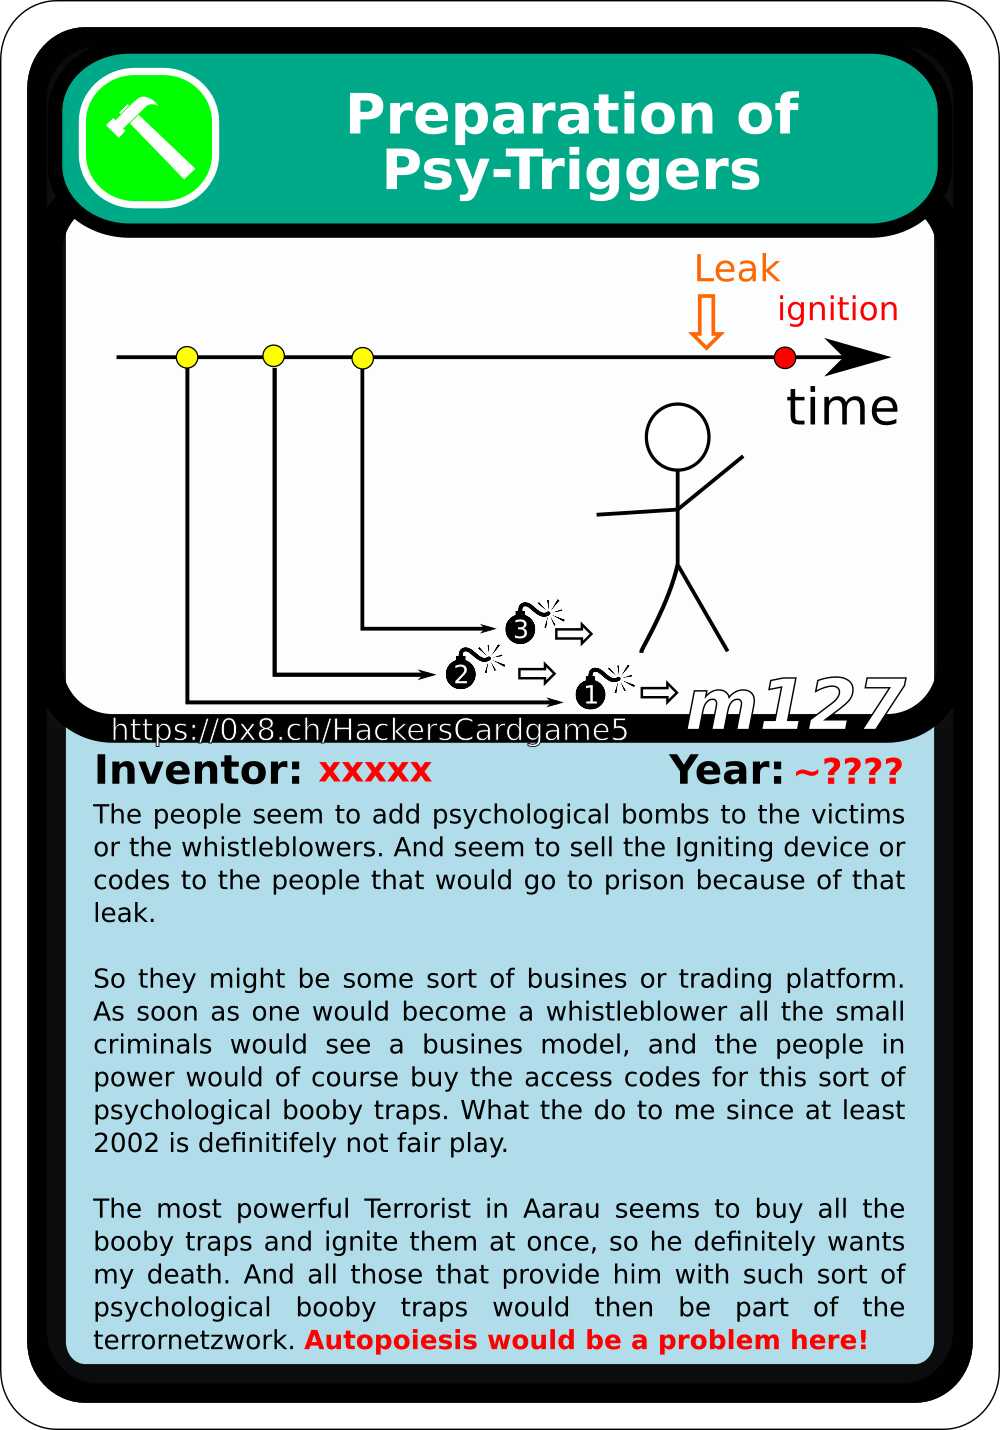 Preparation of
Psy-Triggers
Leak
ignition
time
3
2
1
m127
https://0x8.ch/HackersCardgame5
Inventor: xxxxx Year: ~????
The people seem to add psychological bombs to the victims
or the whistleblowers. And seem to sell the Igniting device or
codes to the people that would go to prison because of that
leak.
So they might be some sort of busines or trading platform.
As soon as one would become a whistleblower all the small
criminals would see a busines model, and the people in
power would of course buy the access codes for this sort of
psychological booby traps. What the do to me since at least
2002 is definitifely not fair play.
The most powerful Terrorist in Aarau seems to buy all the
booby traps and ignite them at once, so he definitely wants
my death. And all those that provide him with such sort of
psychological booby traps would then be part of the
terrornetzwork. Autopoiesis would be a problem here!